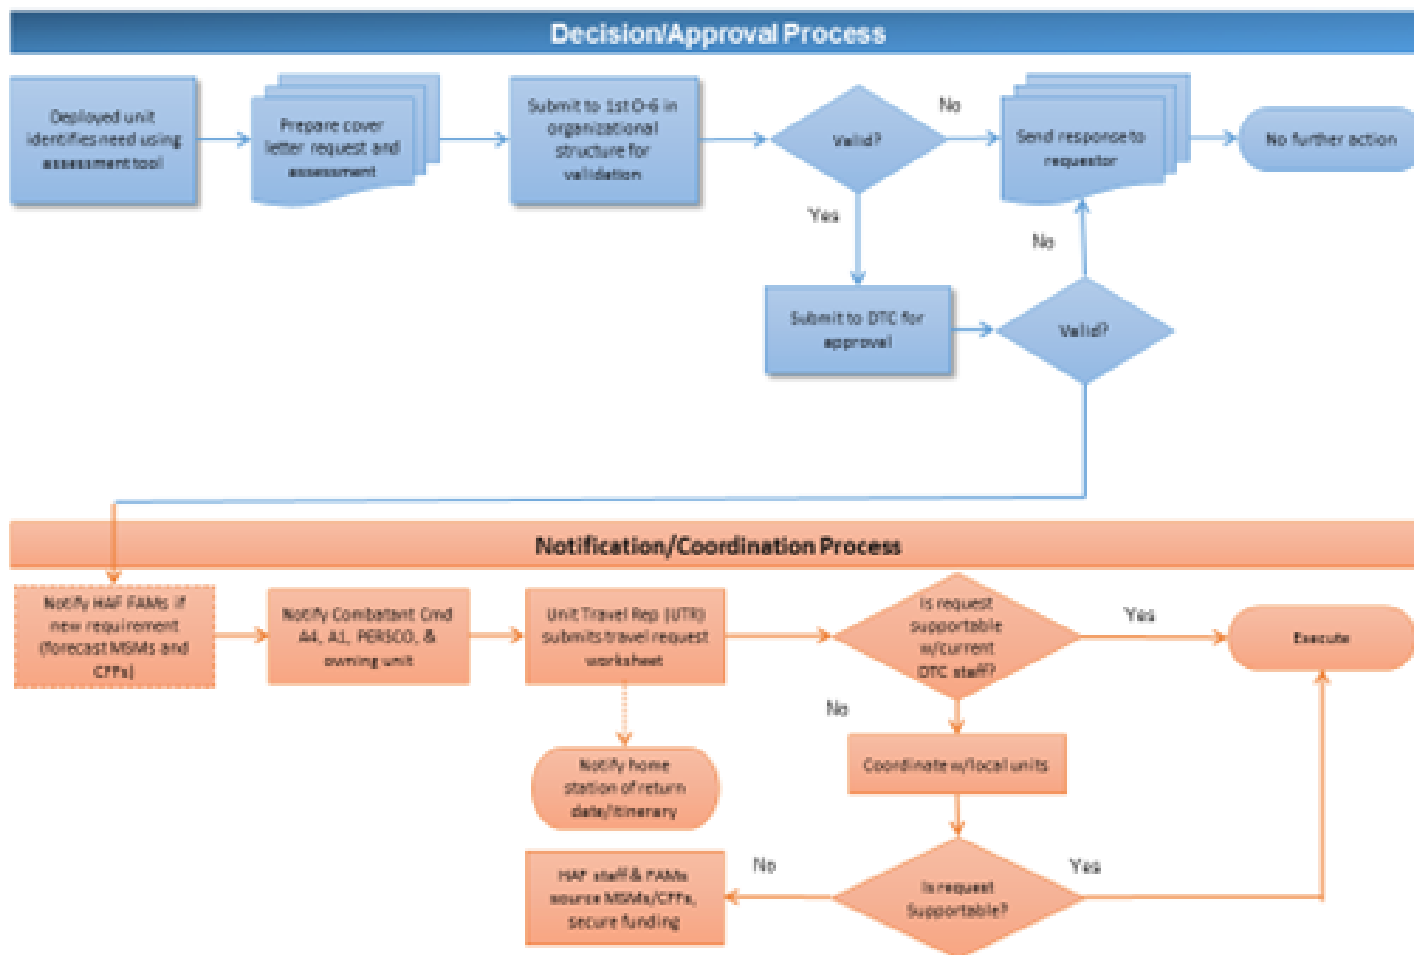 Decision/Approval Process
Deployed unit
identifies need using
assessment tool
Prepare cover
letter request and
assessment
Submit to 1st O-6 in
organizational
structure for
validation
Valid?
No
Send response to
requestor
No further action
Yes
No
Submit to DTC for
approval
Valid?
Notification/Coordination Process
Notify HAF FAMs if
new requirement
(forecast MSMs and
CFPs)
Notify Combatant Cmd
A4, A1, PERSCO, &
owning unit
Unit Travel Rep (UTR)
submits travel request
worksheet
Is request
supportable
w/current
DTC staff?
Yes
Execute
No
Notify home
station of return
date/itinerary
Coordinate w/local units
HAF staff & FAMs
source MSMs/CFPs,
secure funding
No
Is request
Supportable?
Yes